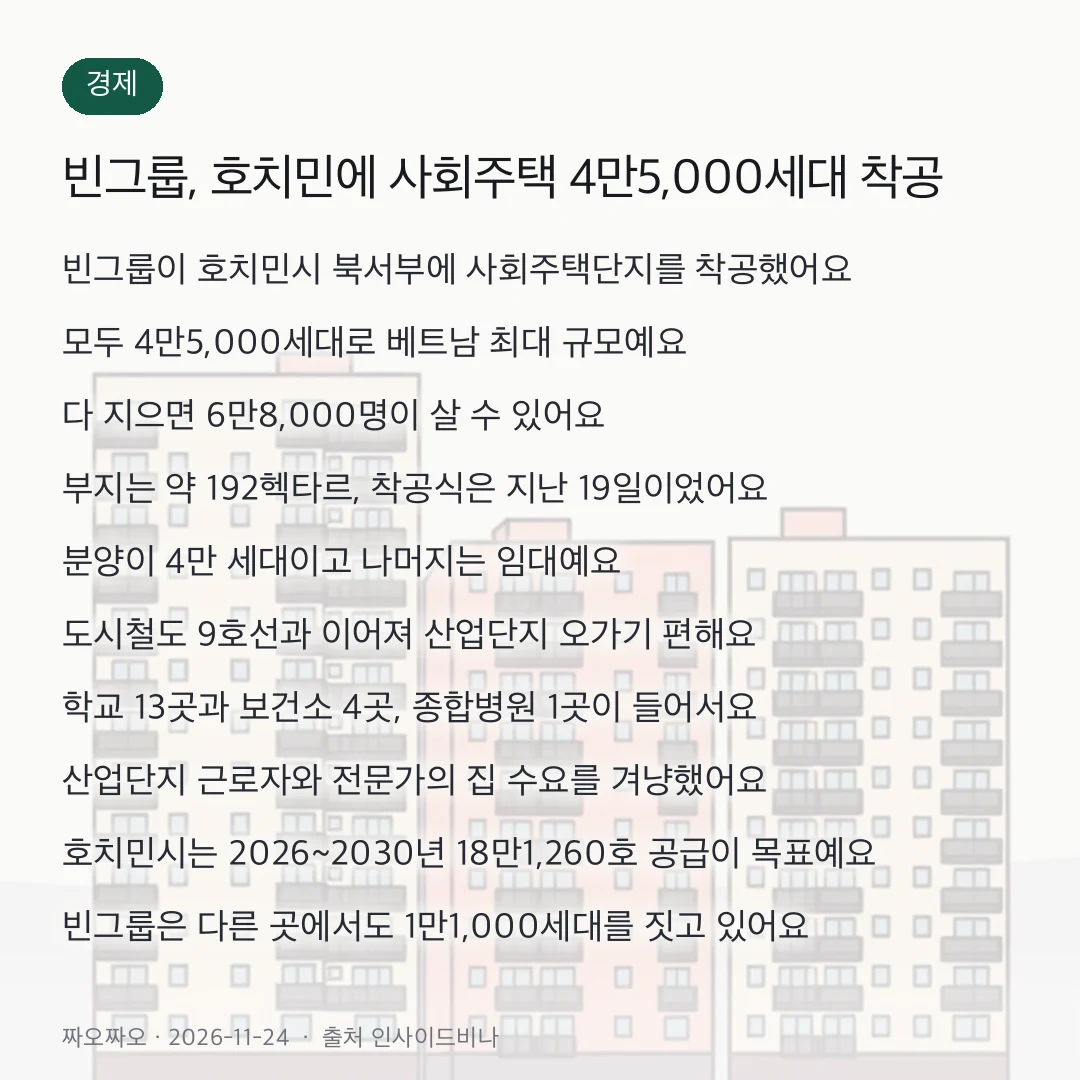 경제
빈그룹, 호치민에 사회주택 4만5,000세대 착공
빈그룹이 호치민시 북서부에 사회주택단지를 착공했어요
모두 4만5,000세대로 베트남 최대 규모예요
다 지으면 6만8,000명이 살 수 있어요
부지는 약 192헥타르, 착공식은 지난 19일이었어요
분양이 4만 세대이고 나머지는 임대예요
도시철도 9호선과 이어져 산업단지 오가기 편해요
학교 13곳과 보건소 4곳, 종합병원 1곳이 들어서요
산업단지 근로자와 전문가의 집 수요를 겨냥했어요
호치민시는 2026~2030년 18만1,260호 공급이 목표예요
빈그룹은 다른 곳에서도 1만1,000세대를 짓고 있어요
짜오짜오 · 2026-11-24 · 출처 인사이드비나